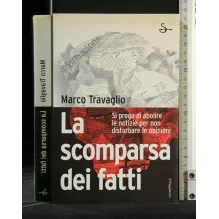 Marco Travaglio
Si prega di abolire
le notizie per non
disturbare le opinioni
La
scomparsa
dei fatti
Marco Travaglio
La scomparsa dei fatti